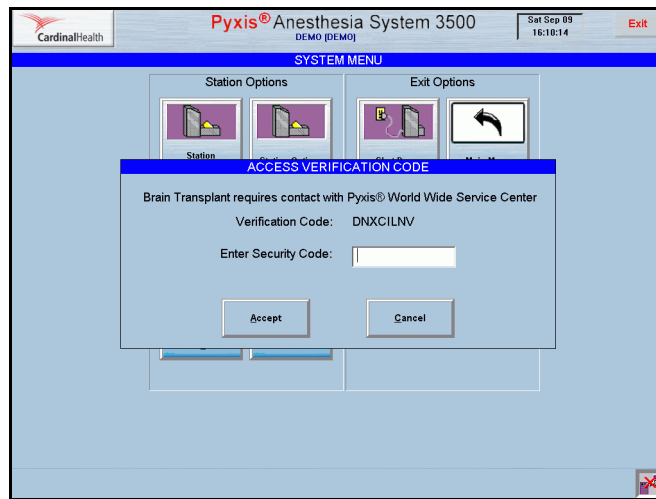 CardinalHealth
Pyxis® Anesthesia System 3500
DEMO [DEMO]
Sat Sep 09
16:10:14
Exit
SYSTEM MENU
Station Options
Exit Options
Station
ACCESS VERIFICATION CODE
Brain Transplant requires contact with Pyxis® World Wide Service Center
Verification Code: DNXCILNV
Enter Security Code:
Accept
Cancel